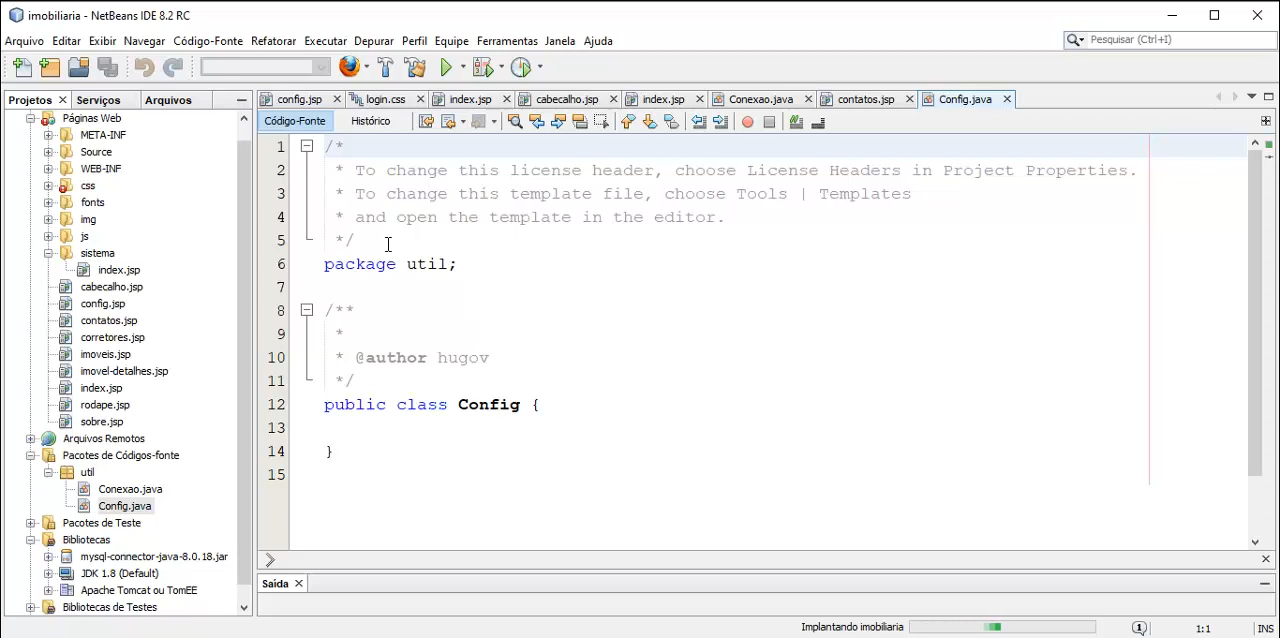 imobiliaria - NetBeans IDE 8.2 RC
Arquivo Editar Exibir Navegar Código-Fonte Refatorar Executar Depurar Perfil Equipe Ferramentas Janela Ajuda
Pesquisar (Ctrl+I)
Projetos Serviços Arquivos
config.jsp login.css index.jsp cabecalho.jsp index.jsp Conexao.java contatos.jsp Config.java
Código-Fonte Histórico
Páginas Web
META-INF
Source
WEB-INF
css
fonts
img
js
sistema
index.jsp
cabecalho.jsp
config.jsp
contatos.jsp
corretores.jsp
imoveis.jsp
imovel-detalhes.jsp
index.jsp
rodape.jsp
sobre.jsp
Arquivos Remotos
Pacotes de Códigos-fonte
util
Conexao.java
Config.java
Pacotes de Teste
Bibliotecas
mysql-connector-java-8.0.18.jar
JDK 1.8 (Default)
Apache Tomcat ou TomEE
Bibliotecas de Testes
1 /*
2 * To change this license header, choose License Headers in Project Properties.
3 * To change this template file, choose Tools | Templates
4 * and open the template in the editor.
5 */
6 package util;
7
8 /**
9 *
10 * @author hugov
11 */
12 public class Config {
13
14 }
15
Saída
Implantando imobiliaria
1
1:1
INS